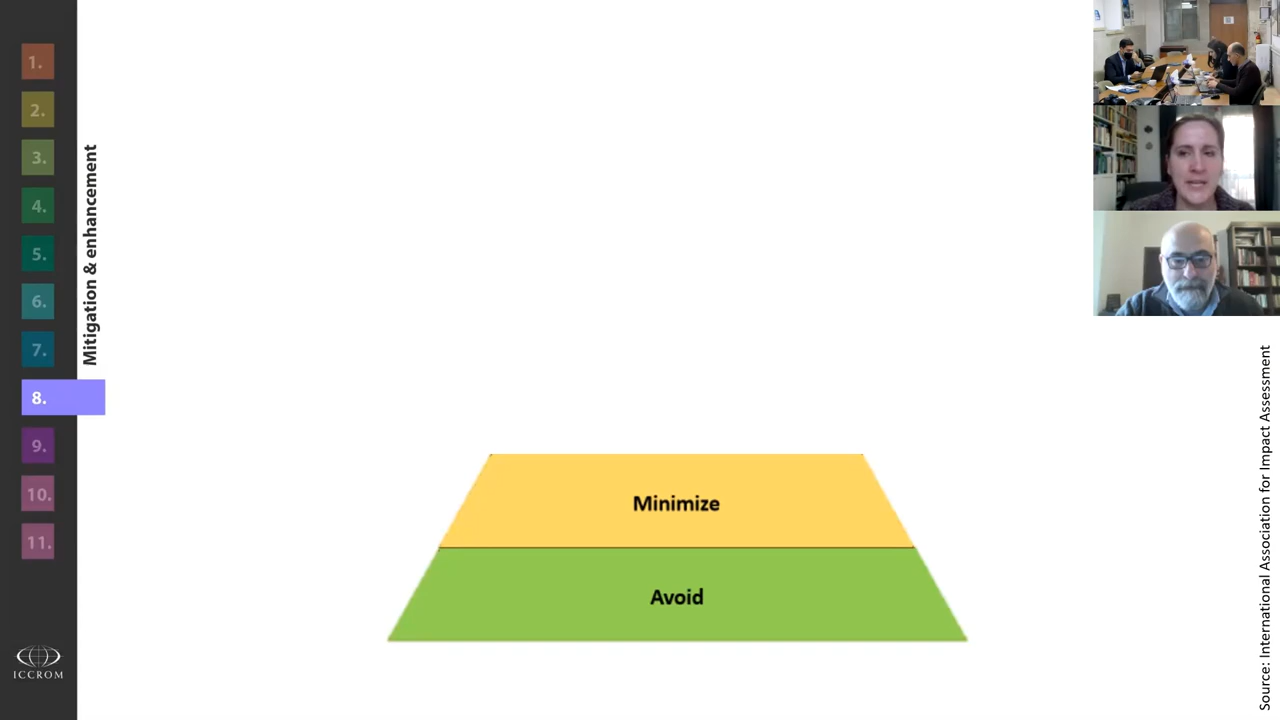 1.
2.
3.
4.
5.
6.
7.
8.
9.
10.
11.
Mitigation & enhancement
Minimize
Avoid
Source: International Association for Impact Assessment
ICCROM